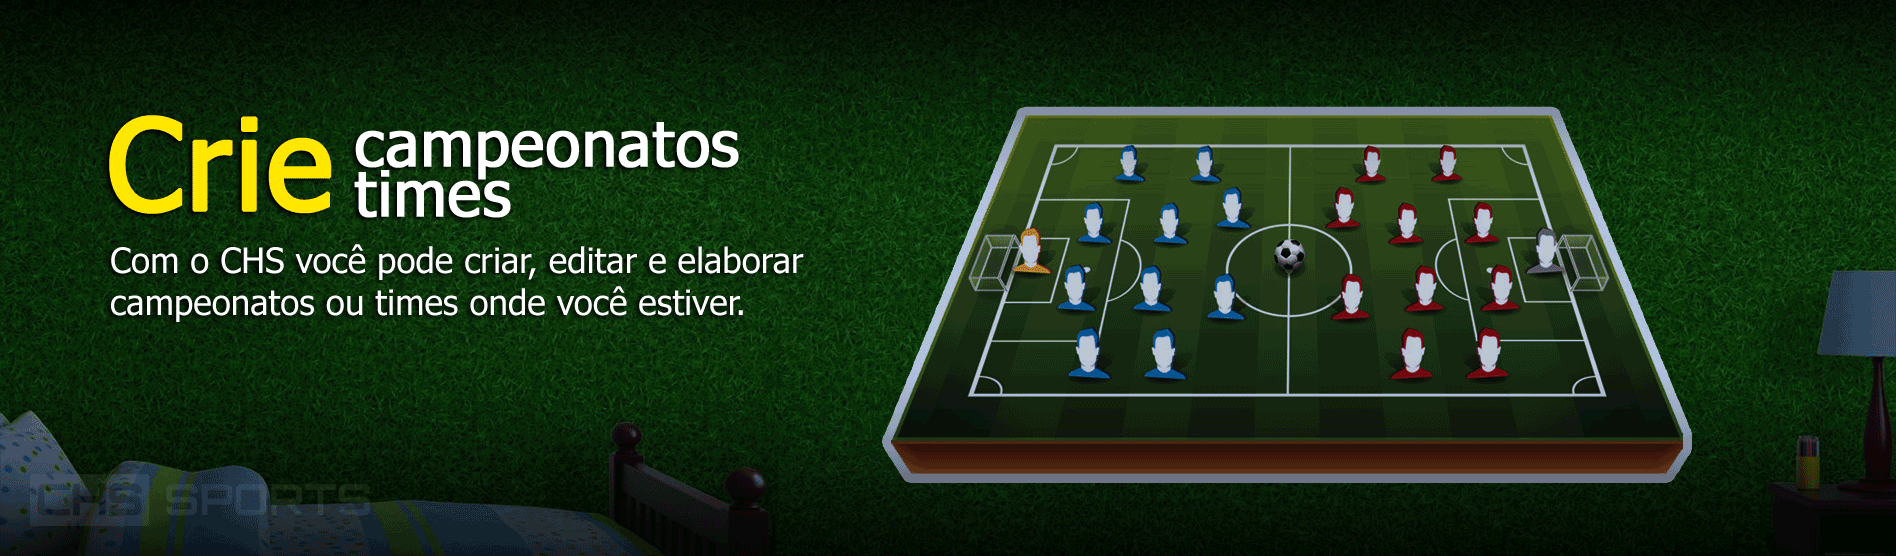 Crie campeonatos
times
Com o CHS você pode criar, editar e elaborar
campeonatos ou times onde você estiver.
CHS SPORTS